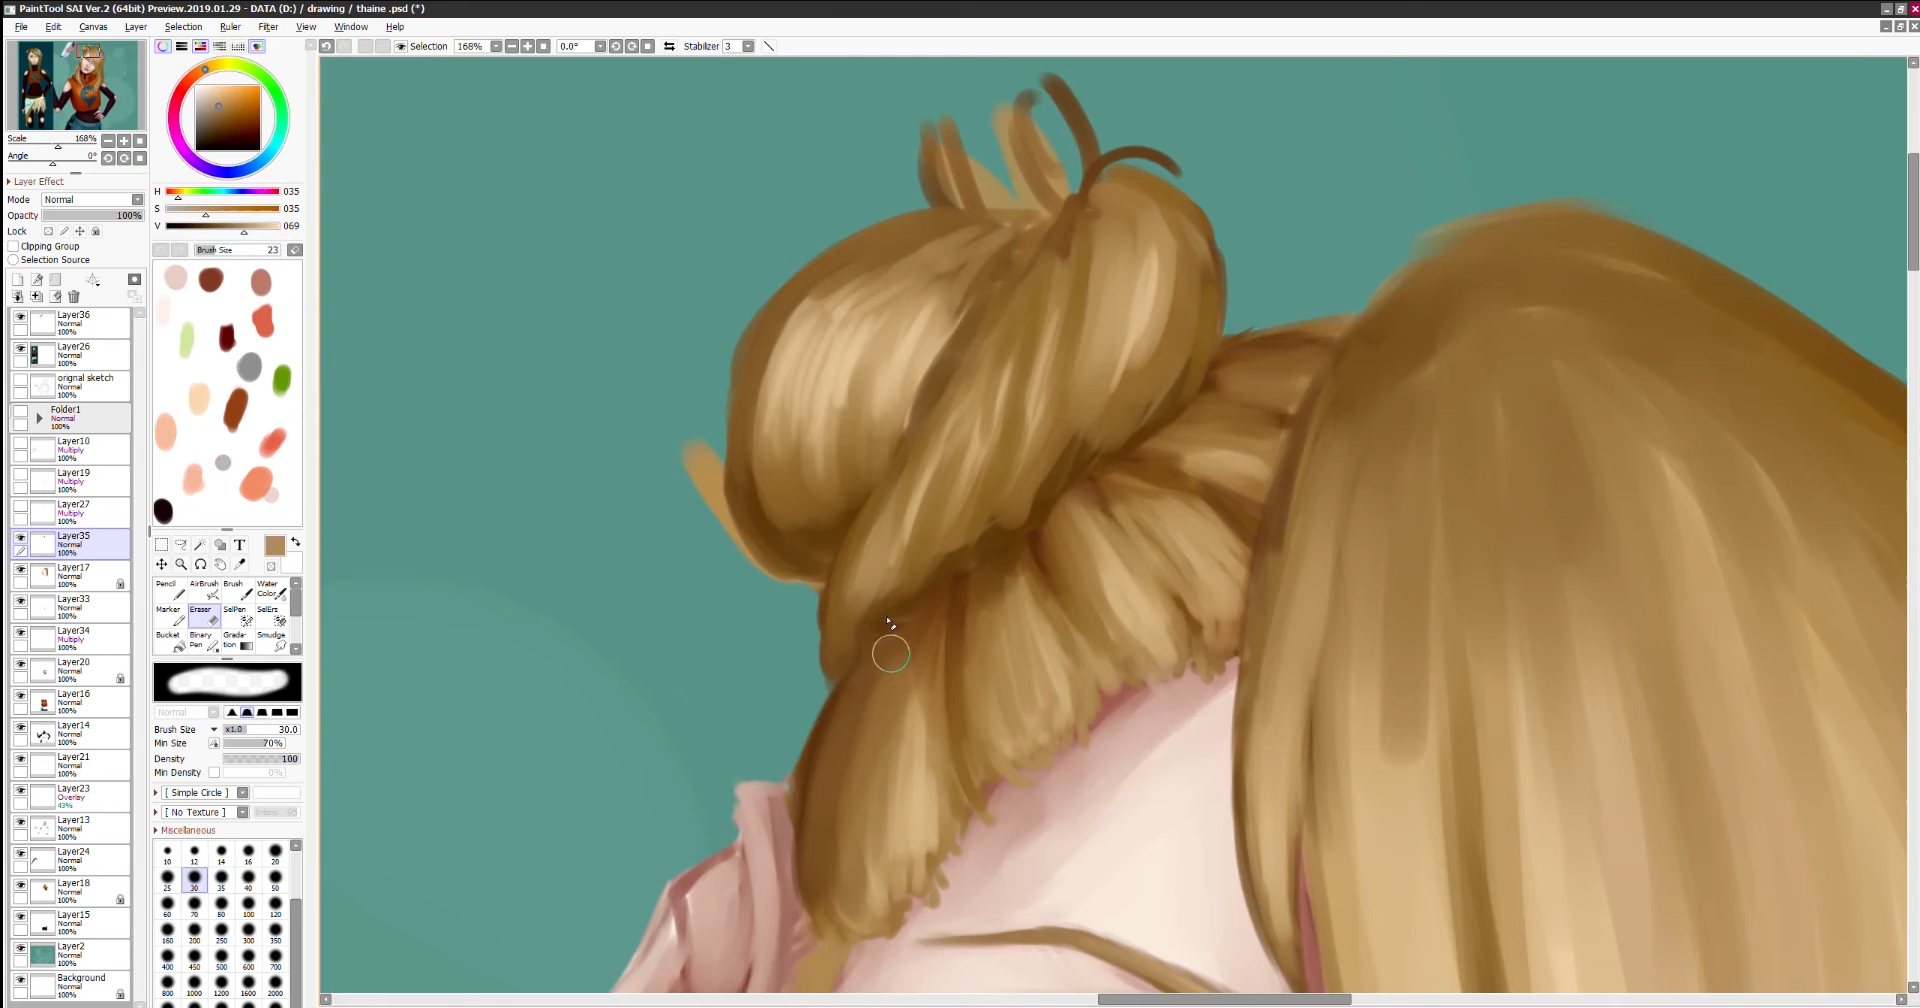 PaintTool SAI Ver.2 (64bit) Preview.2019.01.29 - DATA (D:) / drawing / thaine .psd (*)
File Edit Canvas Layer Selection Ruler Filter View Window Help
Selection 168% 0.0° Stabilizer 3
Scale 168%
Angle 0°
Layer Effect
Mode Normal
Opacity 100%
Lock
Clipping Group
Selection Source
Layer36
Normal
100%
Layer26
Normal
100%
orignal sketch
Normal
100%
Folder1
Normal
100%
Layer10
Multiply
100%
Layer19
Multiply
100%
Layer27
Multiply
100%
Layer35
Normal
100%
Layer17
Normal
100%
Layer33
Normal
100%
Layer34
Multiply
100%
Layer20
Normal
100%
Layer16
Normal
100%
Layer14
Normal
100%
Layer21
Normal
100%
Layer23
Overlay
43%
Layer13
Normal
100%
Layer24
Normal
100%
Layer18
Normal
100%
Layer15
Normal
100%
Layer2
Normal
100%
Background
Normal
100%
H 035
S 035
V 069
Brush Size 23
T
Pencil AirBrush Brush Water
Color
Marker Eraser SelPen SelErs
Bucket Binary Pen Grada-tion Smudge
Normal
Brush Size x1.0 30.0
Min Size 70%
Density 100
Min Density 0%
[ Simple Circle ]
[ No Texture ] 95
Miscellaneous
10 12 14 16 20
25 30 35 40 50
60 70 80 100 120
160 200 250 300 350
400 450 500 600 700
800 1000 1200 1600 2000